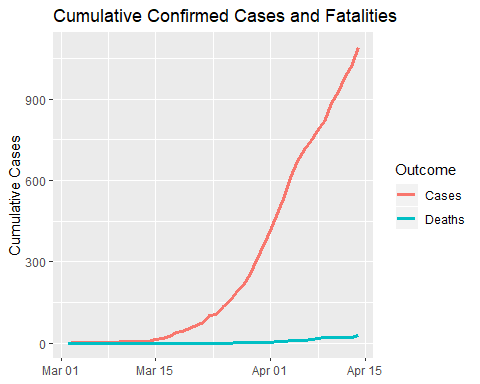 Cumulative Confirmed Cases and Fatalities
Cumulative Cases
900
600
300
0
Mar 01
Mar 15
Apr 01
Apr 15
Outcome
Cases
Deaths